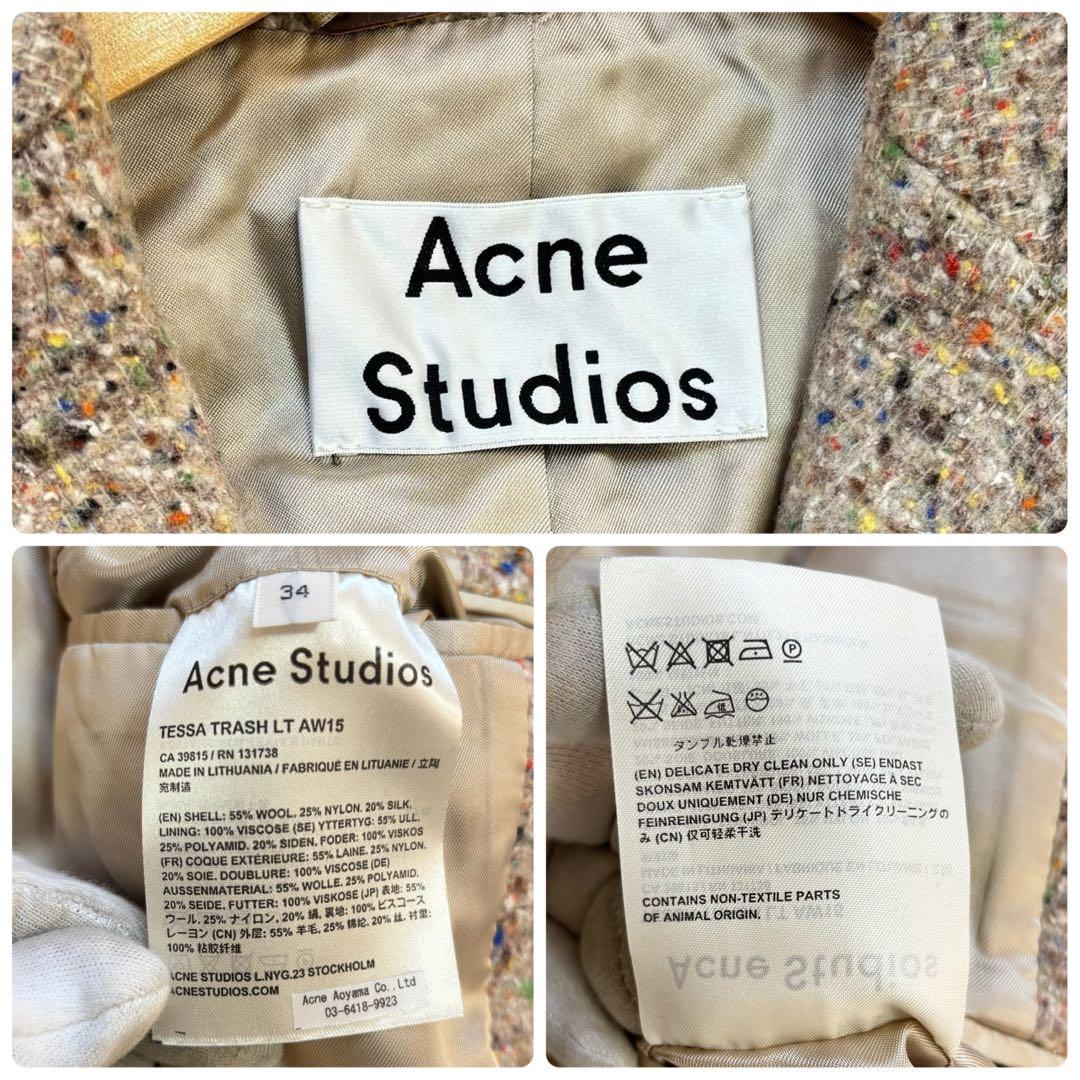 Acne
Studios
34
Acne Studios
TESSA TRASH LT AW15
CA 39815 / RN 131738
MADE IN LITHUANIA / FABRIQUÉ EN LITUANIE / 立陶
宛制造
(EN) SHELL: 55% WOOL, 25% NYLON, 20% SILK,
LINING: 100% VISCOSE (SE) YTTERTYG: 55% ULL,
25% POLYAMID, 20% SIDEN, FODER: 100% VISKOS
(FR) COQUE EXTÉRIEURE: 55% LAINE, 25% NYLON,
20% SOIE, DOUBLURE: 100% VISCOSE (DE)
AUSSENMATERIAL: 55% WOLLE, 25% POLYAMID,
20% SEIDE, FUTTER: 100% VISKOSE (JP) 表地: 55%
ウール, 25% ナイロン, 20% 絹, 裏地: 100% ビスコース
レーヨン (CN) 外层: 55% 羊毛, 25% 锦纶, 20% 丝, 衬里:
100% 粘胶纤维
ACNE STUDIOS L.NYG.23 STOCKHOLM
ACNESTUDIOS.COM
Acne Aoyama Co.,Ltd
03-6418-9923
P
低
タンブル乾燥禁止
(EN) DELICATE DRY CLEAN ONLY (SE) ENDAST
SKONSAM KEMTVÄTT (FR) NETTOYAGE À SEC
DOUX UNIQUEMENT (DE) NUR CHEMISCHE
FEINREINIGUNG (JP) デリケートドライクリーニングの
み (CN) 仅可轻柔干洗
CONTAINS NON-TEXTILE PARTS
OF ANIMAL ORIGIN.